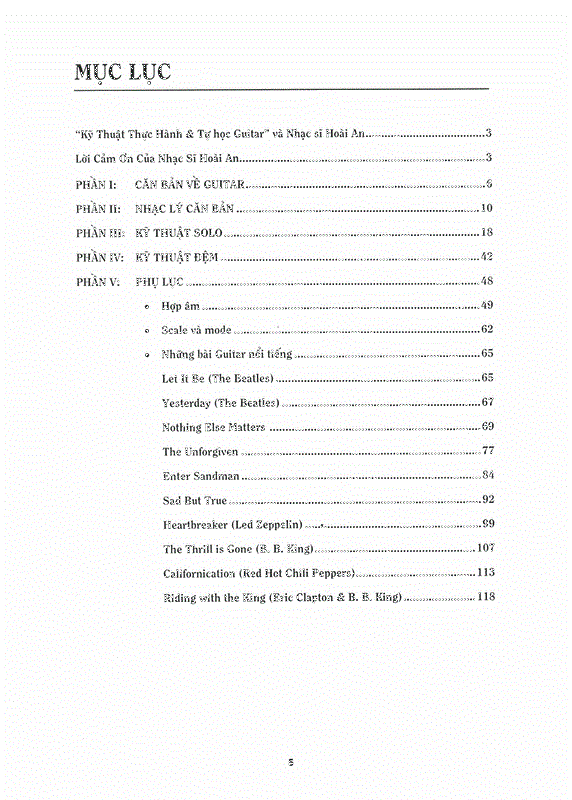 MỤC LỤC
“Kỹ Thuật Thực Hành & Tự học Guitar” và Nhạc sĩ Hoài An...3
Lời Cảm Ơn Của Nhạc Sĩ Hoài An...3
PHẦN I: CĂN BẢN VỀ GUITAR...6
PHẦN II: NHẠC LÝ CĂN BẢN...10
PHẦN III: KỸ THUẬT SOLO...18
PHẦN IV: KỸ THUẬT ĐỆM...42
PHẦN V: PHỤ LỤC...48
Hợp âm...49
Scale và mode...62
Những bài Guitar nổi tiếng...65
Let It Be (The Beatles)...65
Yesterday (The Beatles)...67
Nothing Else Matters...69
The Unforgiven...77
Enter Sandman...84
Sad But True...92
Heartbreaker (Led Zeppelin)...99
The Thrill is Gone (B. B. King)...107
Californication (Red Hot Chili Peppers)...113
Riding with the King (Eric Clapton & B. B. King)...118
5